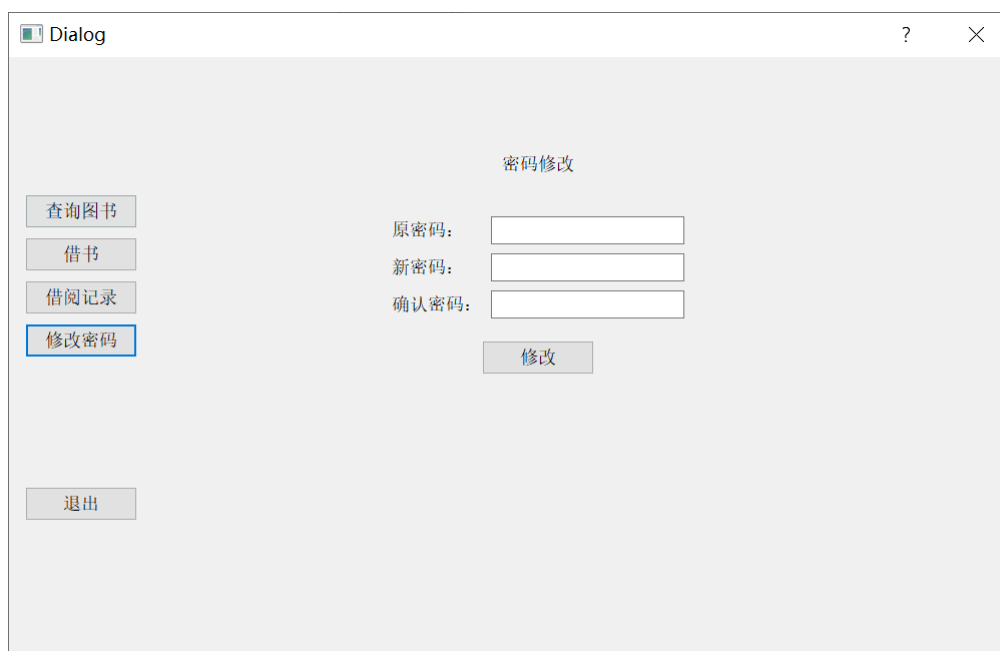 Dialog
?
密码修改
查询图书
借书
借阅记录
修改密码
退出
原密码：
新密码：
确认密码：
修改